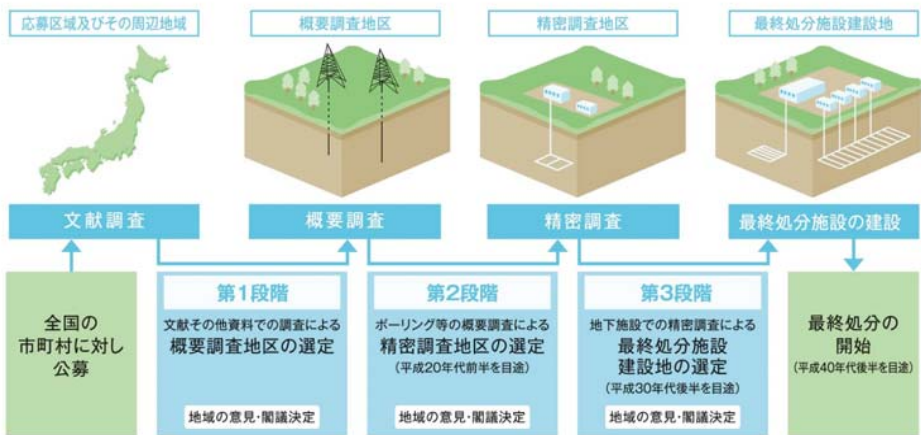 応募区域及びその周辺地域
概要調査地区
精密調査地区
最終処分施設建設地
文献調査
概要調査
精密調査
最終処分施設の建設
全国の
市町村に対し
公募
第1段階
文献その他資料での調査による
概要調査地区の選定
地域の意見・閣議決定
第2段階
ボーリング等の概要調査による
精密調査地区の選定
(平成20年代前半を目途)
地域の意見・閣議決定
第3段階
地下施設での精密調査による
最終処分施設
建設地の選定
(平成30年代後半を目途)
地域の意見・閣議決定
最終処分の
開始
(平成40年代後半を目途)